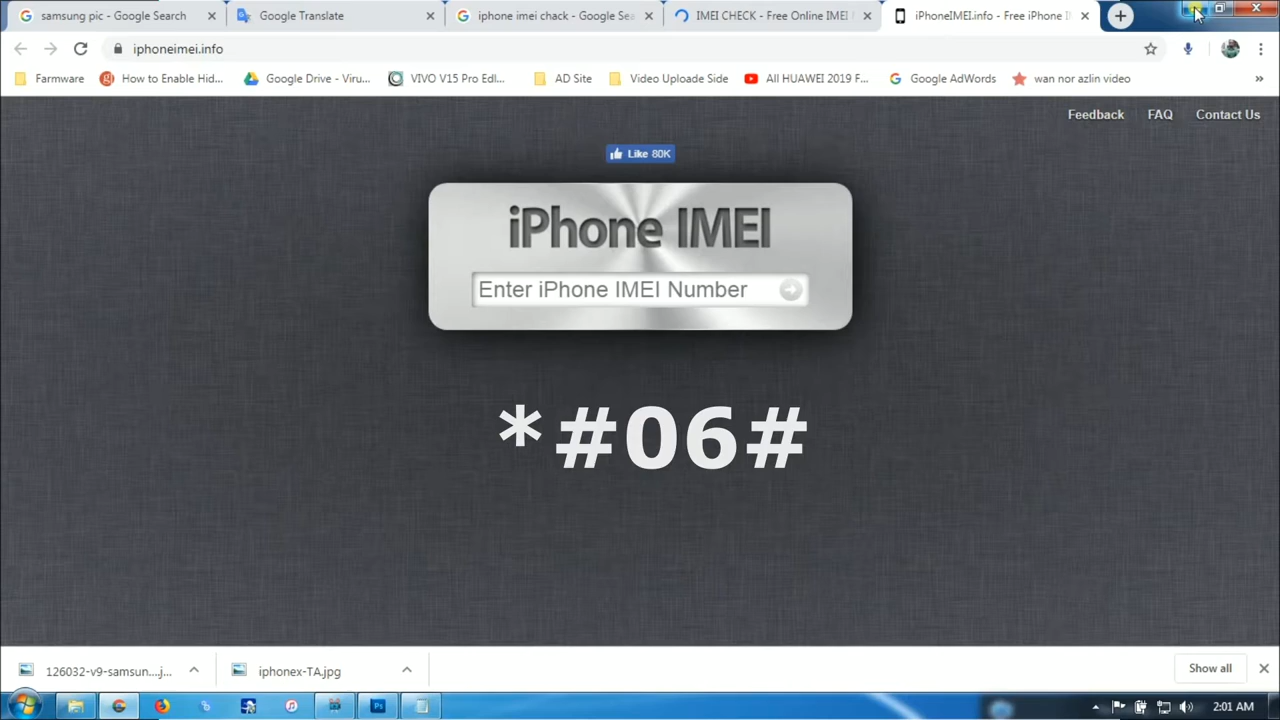 samsung pic - Google Search
Google Translate
iphone imei chack - Google Sea
IMEI CHECK - Free Online IMEI
iPhoneIMEI.info - Free iPhone I
iphoneimei.info
Farmware
How to Enable Hid...
Google Drive - Viru...
VIVO V15 Pro Edl...
AD Site
Video Uploade Side
All HUAWEI 2019 F...
Google AdWords
wan nor azlin video
»
Feedback
FAQ
Contact Us
Like 80K
iPhone IMEI
Enter iPhone IMEI Number
*#06#
126032-v9-samsun....j...
iphonex-TA.jpg
Show all
2:01 AM